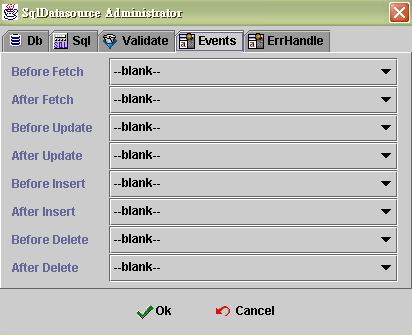 SqlDatasource Administrator
Db Sql Validate Events ErrHandle
Before Fetch --blank--
After Fetch --blank--
Before Update --blank--
After Update --blank--
Before Insert --blank--
After Insert --blank--
Before Delete --blank--
After Delete --blank--
Ok Cancel